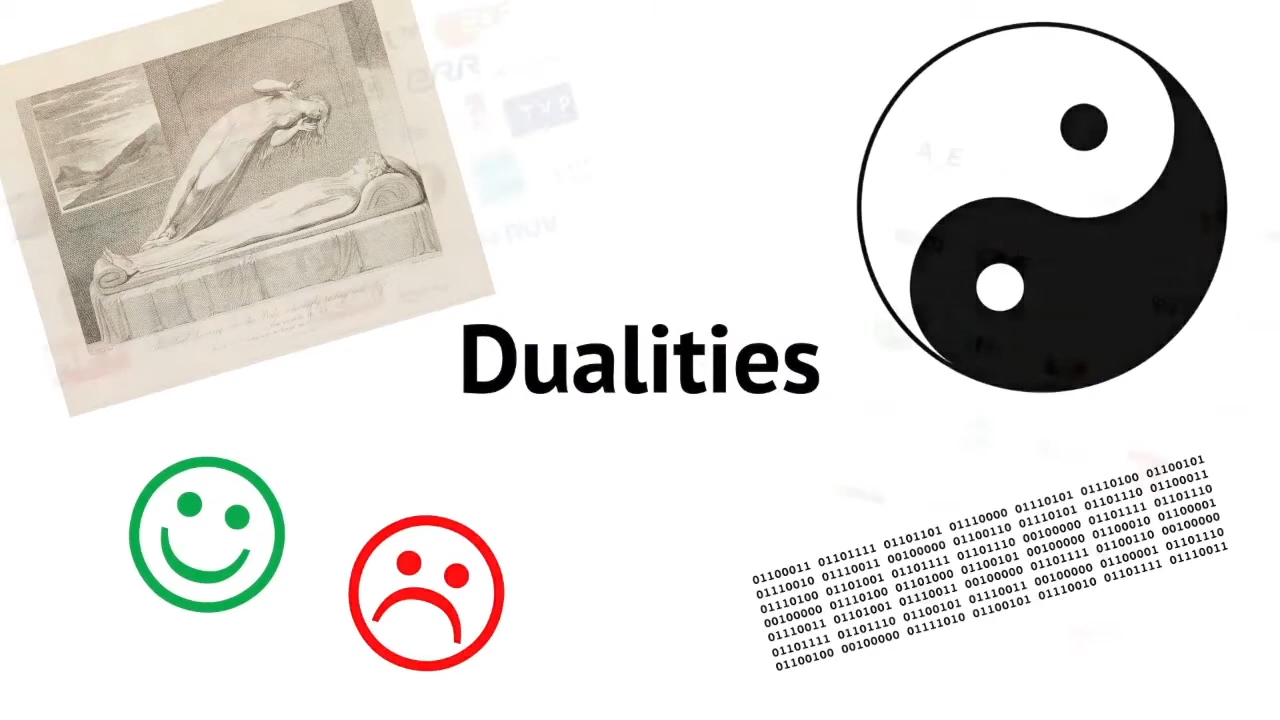 Dualities
01100011 01101111 01101101 01110000 01110101 01110100 01100101
01110010 01110011 00100000 01100110 01110101 01101110 01100011
01110100 01101001 01101111 01101110 00100000 01101111 01101110
00100000 01110100 01101000 01100101 00100000 01100010 01100001
01110011 01101001 01110011 00100000 01101111 01100110 00100000
01101111 01101110 01100101 01110011 00100000 01100001 01101110
01100100 00100000 01111010 01100101 01110010 01101111 01110011